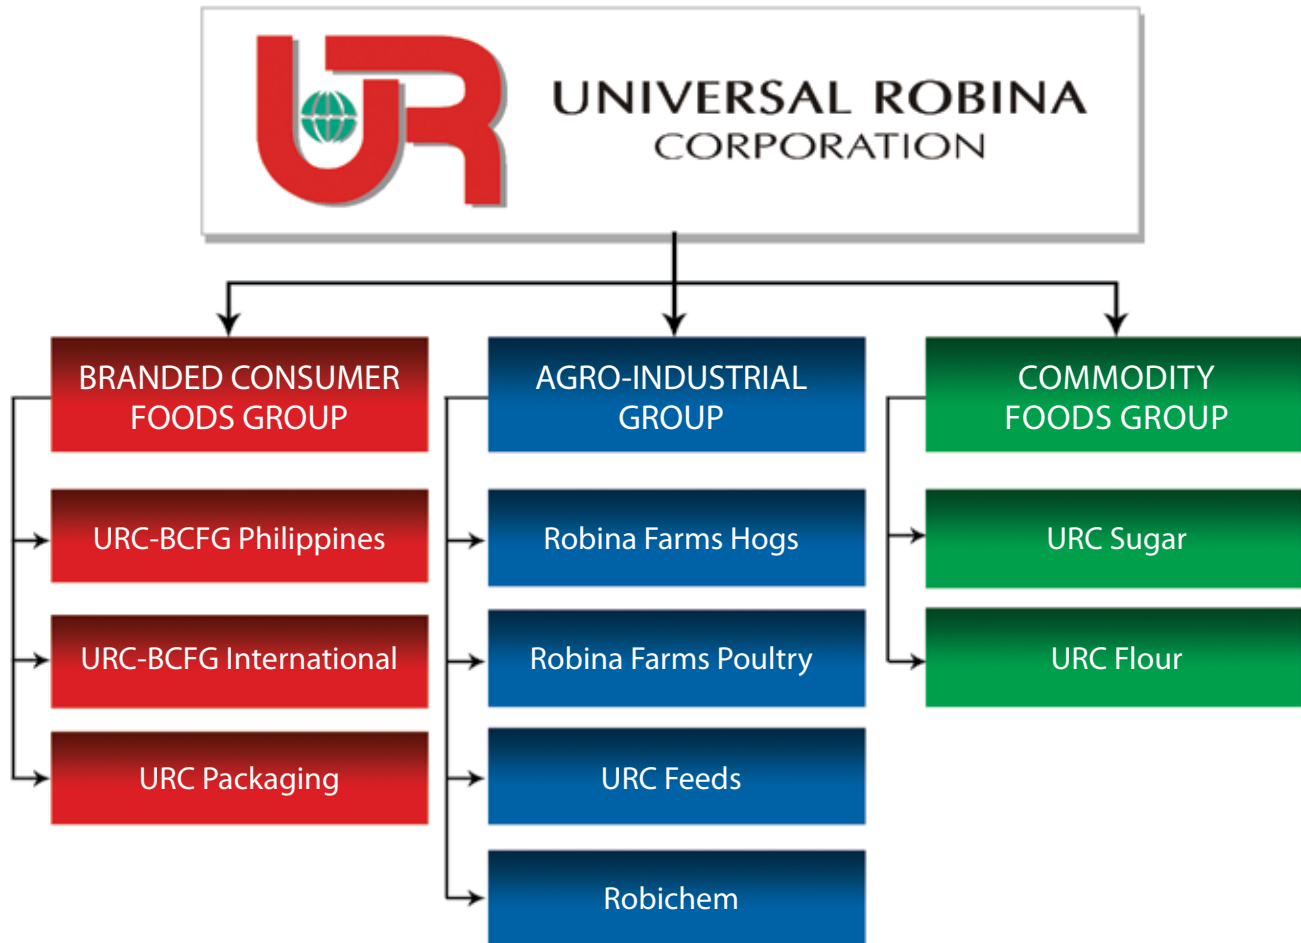 UR
UNIVERSAL ROBINA
CORPORATION
BRANDED CONSUMER
FOODS GROUP
URC-BCFG Philippines
URC-BCFG International
URC Packaging
AGRO-INDUSTRIAL
GROUP
Robina Farms Hogs
Robina Farms Poultry
URC Feeds
Robichem
COMMODITY
FOODS GROUP
URC Sugar
URC Flour